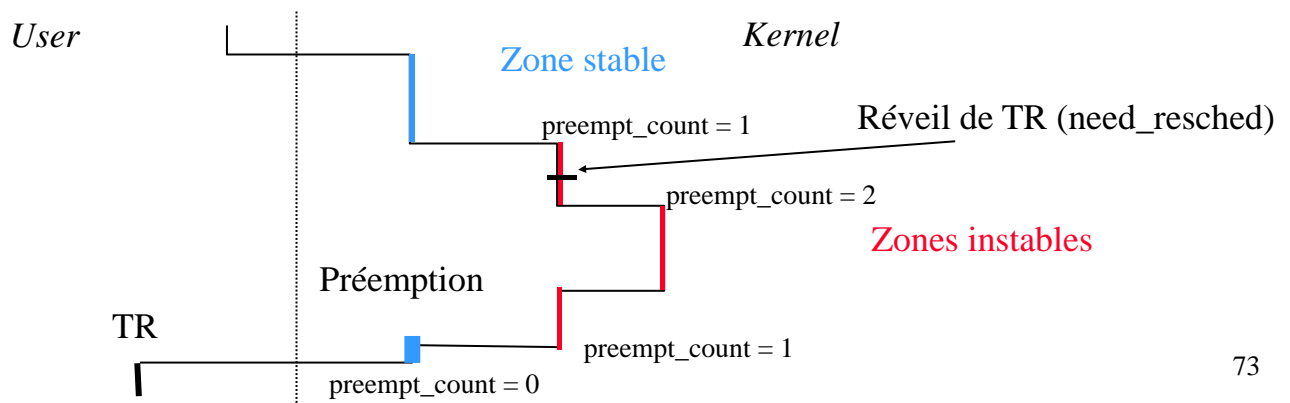 User
Kernel
Zone stable
preempt_count = 1
Réveil de TR (need_resched)
preempt_count = 2
Zones instables
Préemption
TR
preempt_count = 1
preempt_count = 0
73